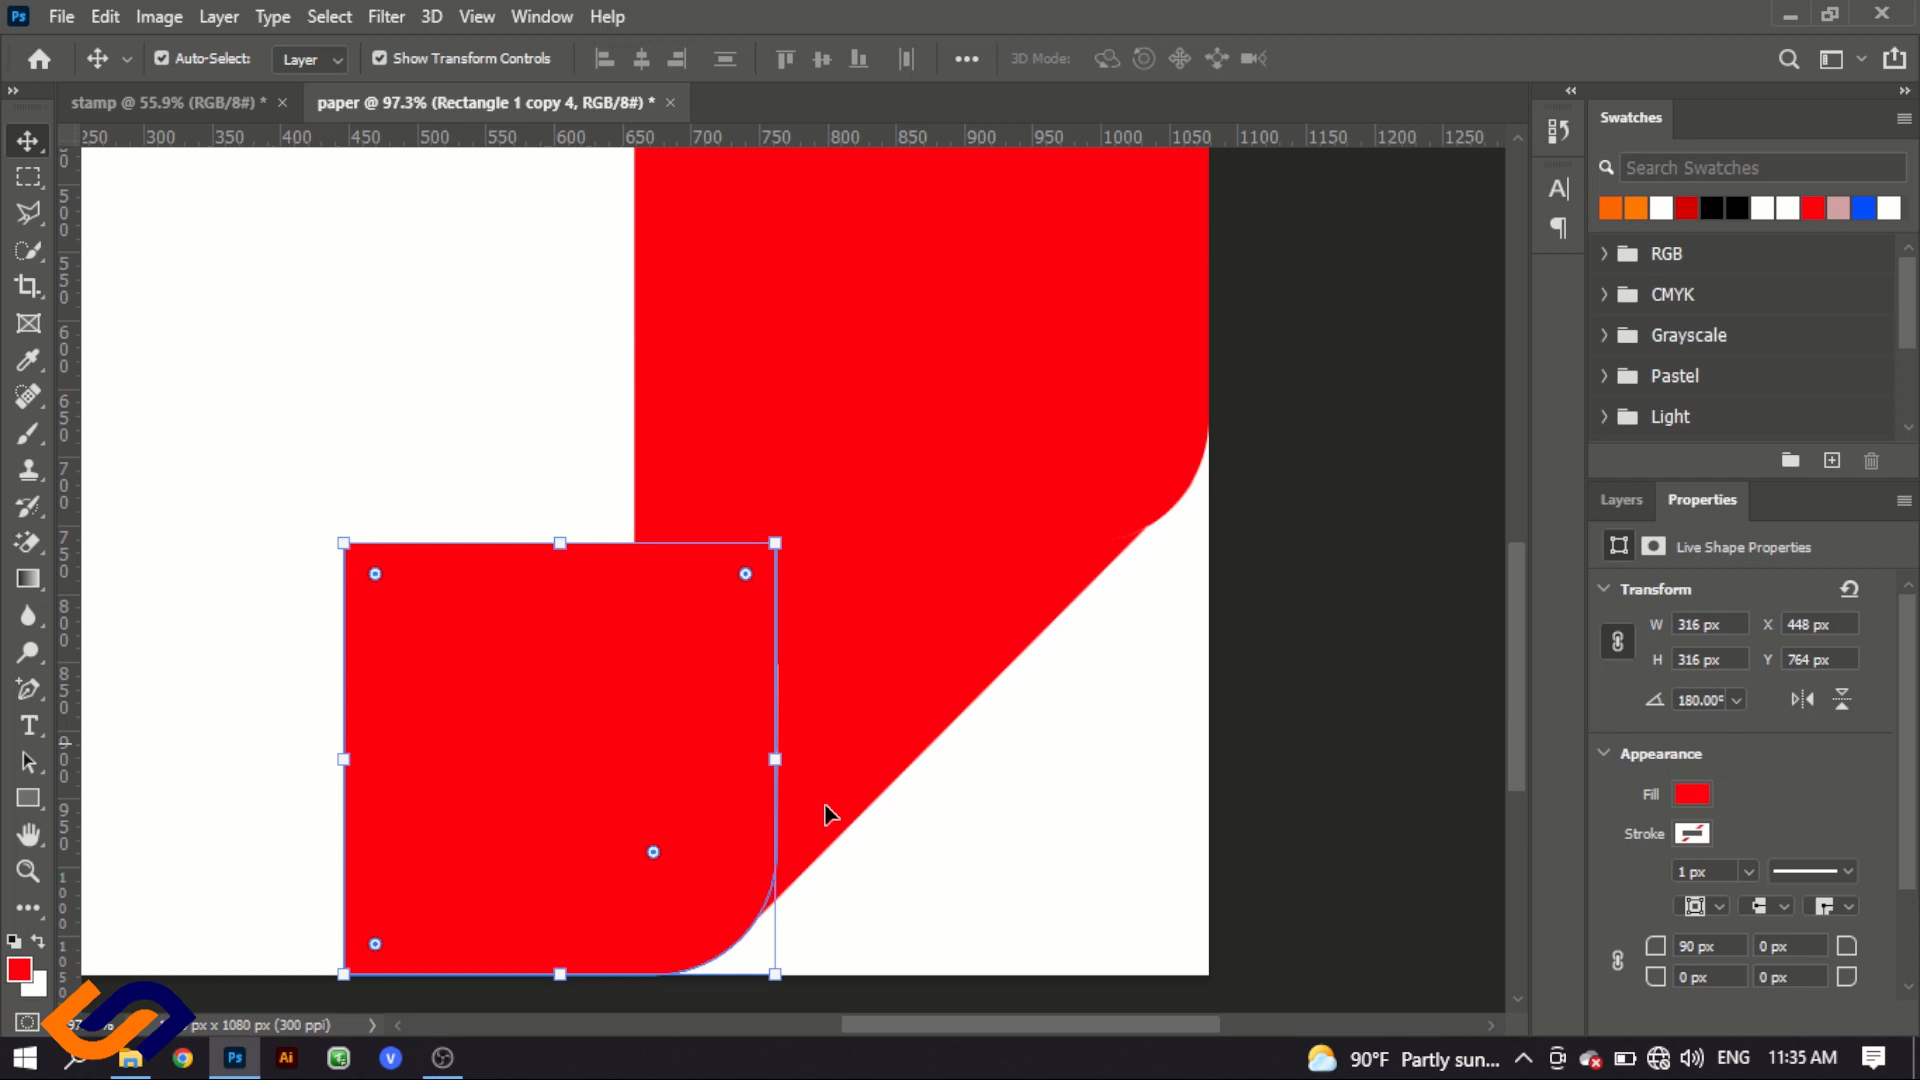 Ps File Edit Image Layer Type Select Filter 3D View Window Help
Auto-Select: Layer Show Transform Controls 3D Mode:
stamp @ 55.9% (RGB/8#) * × paper @ 97.3% (Rectangle 1 copy 4, RGB/8#) * ×
250 300 350 400 450 500 550 600 650 700 750 800 850 900 950 1000 1050 1100 1150 1200 1250
Swatches
Search Swatches
RGB
CMYK
Grayscale
Pastel
Light
Layers Properties
Live Shape Properties
Transform
W 316 px X 448 px
H 316 px Y 764 px
180.00°
Appearance
Fill
Stroke
1 px
90 px 0 px
0 px 0 px
px x 1080 px (300 ppi)
Ps Ai V
90°F Partly sun... ENG 11:35 AM